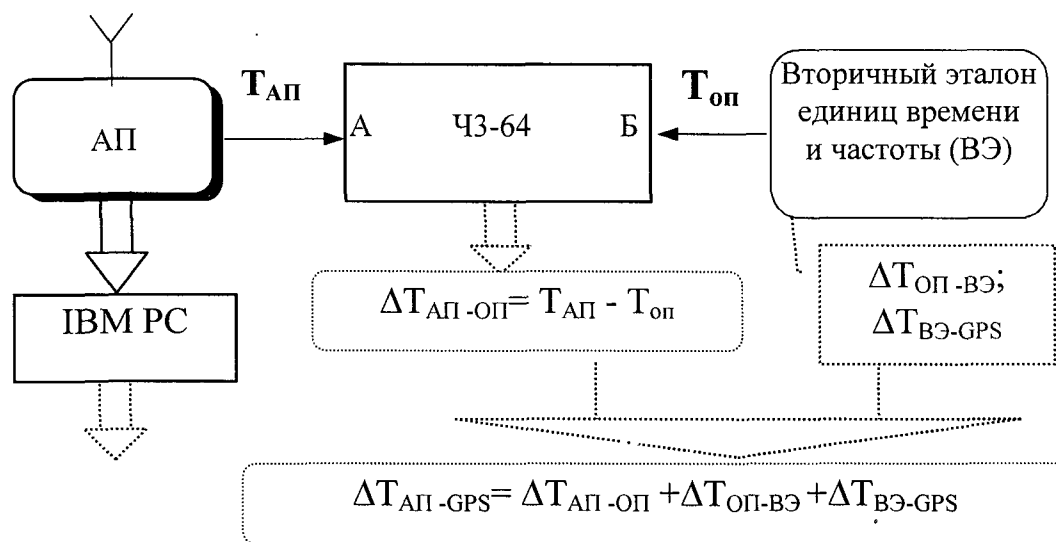 АП
T_АП
А Ч3-64 Б
T_оп
Вторичный эталон
единиц времени
и частоты (ВЭ)
IBM PC
ΔT_АП-ОП= T_АП - T_оп
ΔT_ОП-ВЭ;
ΔT_ВЭ-GPS
ΔT_АП-GPS= ΔT_АП-ОП +ΔT_ОП-ВЭ +ΔT_ВЭ-GPS